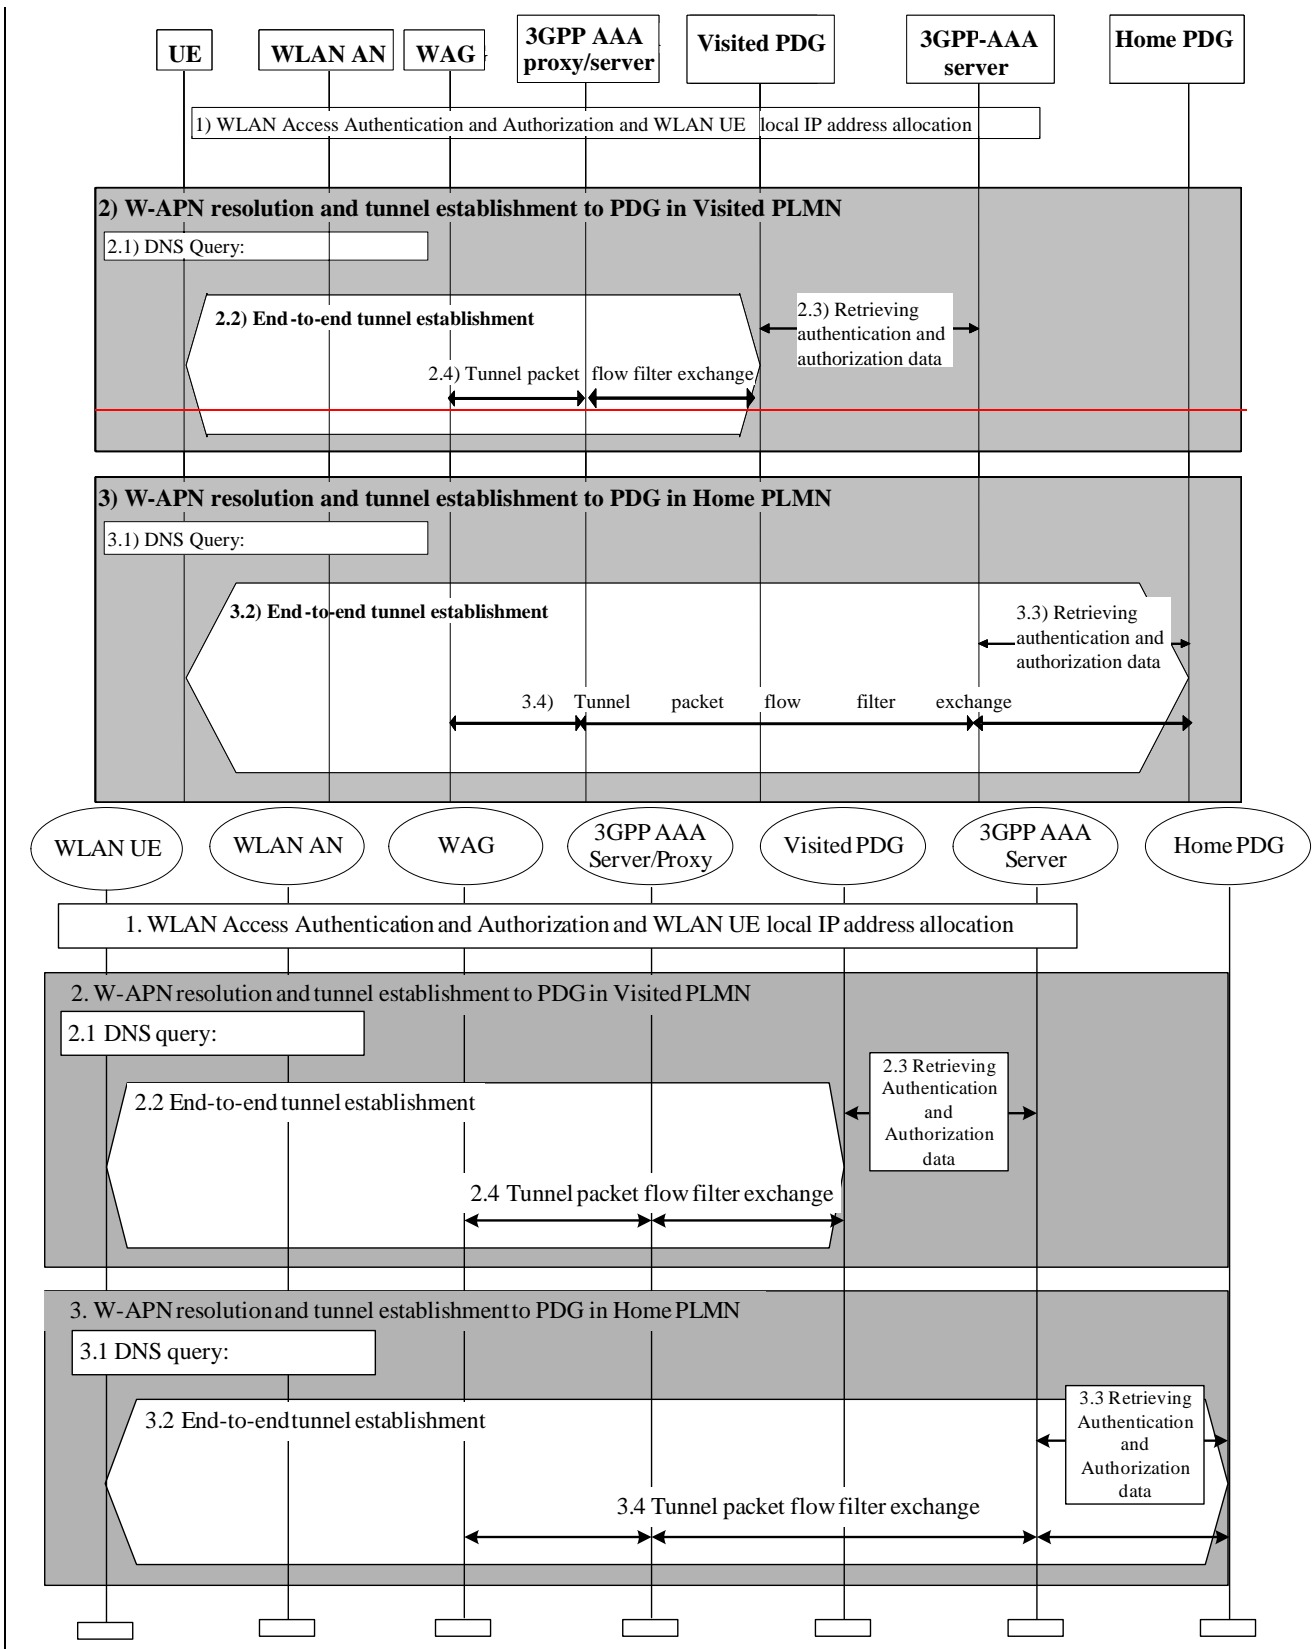 UE
WLAN AN
WAG
3GPP AAA
proxy/server
Visited PDG
3GPP-AAA
server
Home PDG
1) WLAN Access Authentication and Authorization and WLAN UE local IP address allocation
2) W-APN resolution and tunnel establishment to PDG in Visited PLMN
2.1) DNS Query:
2.2) End-to-end tunnel establishment
2.3) Retrieving
authentication and
authorization data
2.4) Tunnel packet flow filter exchange
3) W-APN resolution and tunnel establishment to PDG in Home PLMN
3.1) DNS Query:
3.2) End-to-end tunnel establishment
3.3) Retrieving
authentication and
authorization data
3.4) Tunnel packet flow filter exchange
WLAN UE
WLAN AN
WAG
3GPP AAA
Server/Proxy
Visited PDG
3GPP AAA
Server
Home PDG
1. WLAN Access Authentication and Authorization and WLAN UE local IP address allocation
2. W-APN resolution and tunnel establishment to PDG in Visited PLMN
2.1 DNS query:
2.2 End-to-end tunnel establishment
2.3 Retrieving
Authentication
and
Authorization
data
2.4 Tunnel packet flow filter exchange
3. W-APN resolution and tunnel establishment to PDG in Home PLMN
3.1 DNS query:
3.2 End-to-end tunnel establishment
3.3 Retrieving
Authentication
and
Authorization
data
3.4 Tunnel packet flow filter exchange